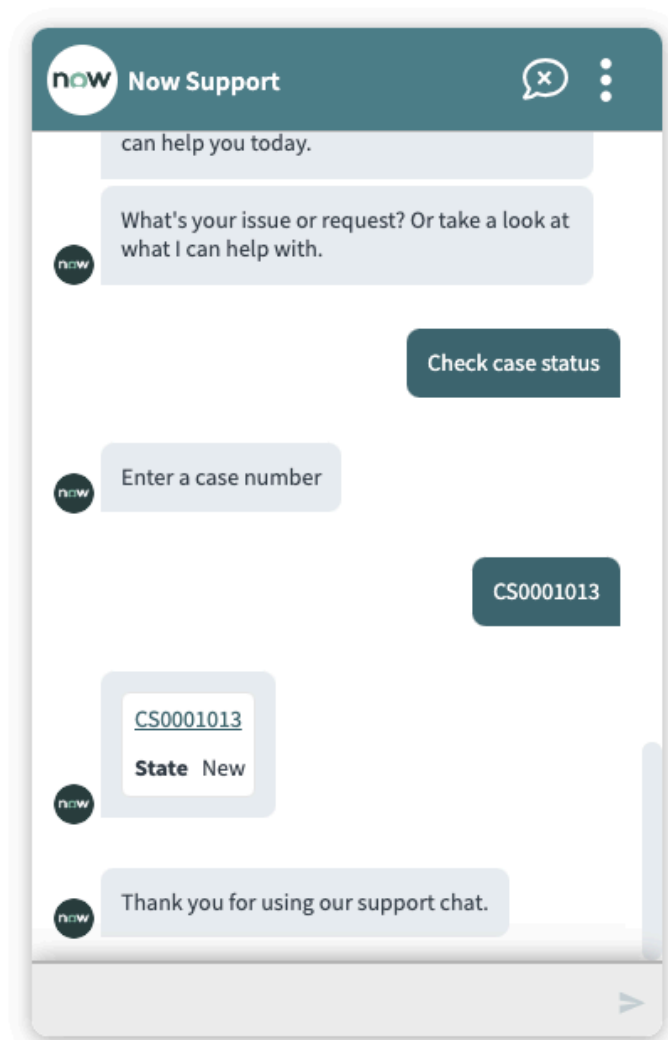 now Now Support
can help you today.
What's your issue or request? Or take a look at
what I can help with.
now
Check case status
Enter a case number
now
CS0001013
CS0001013
State New
now
Thank you for using our support chat.
now